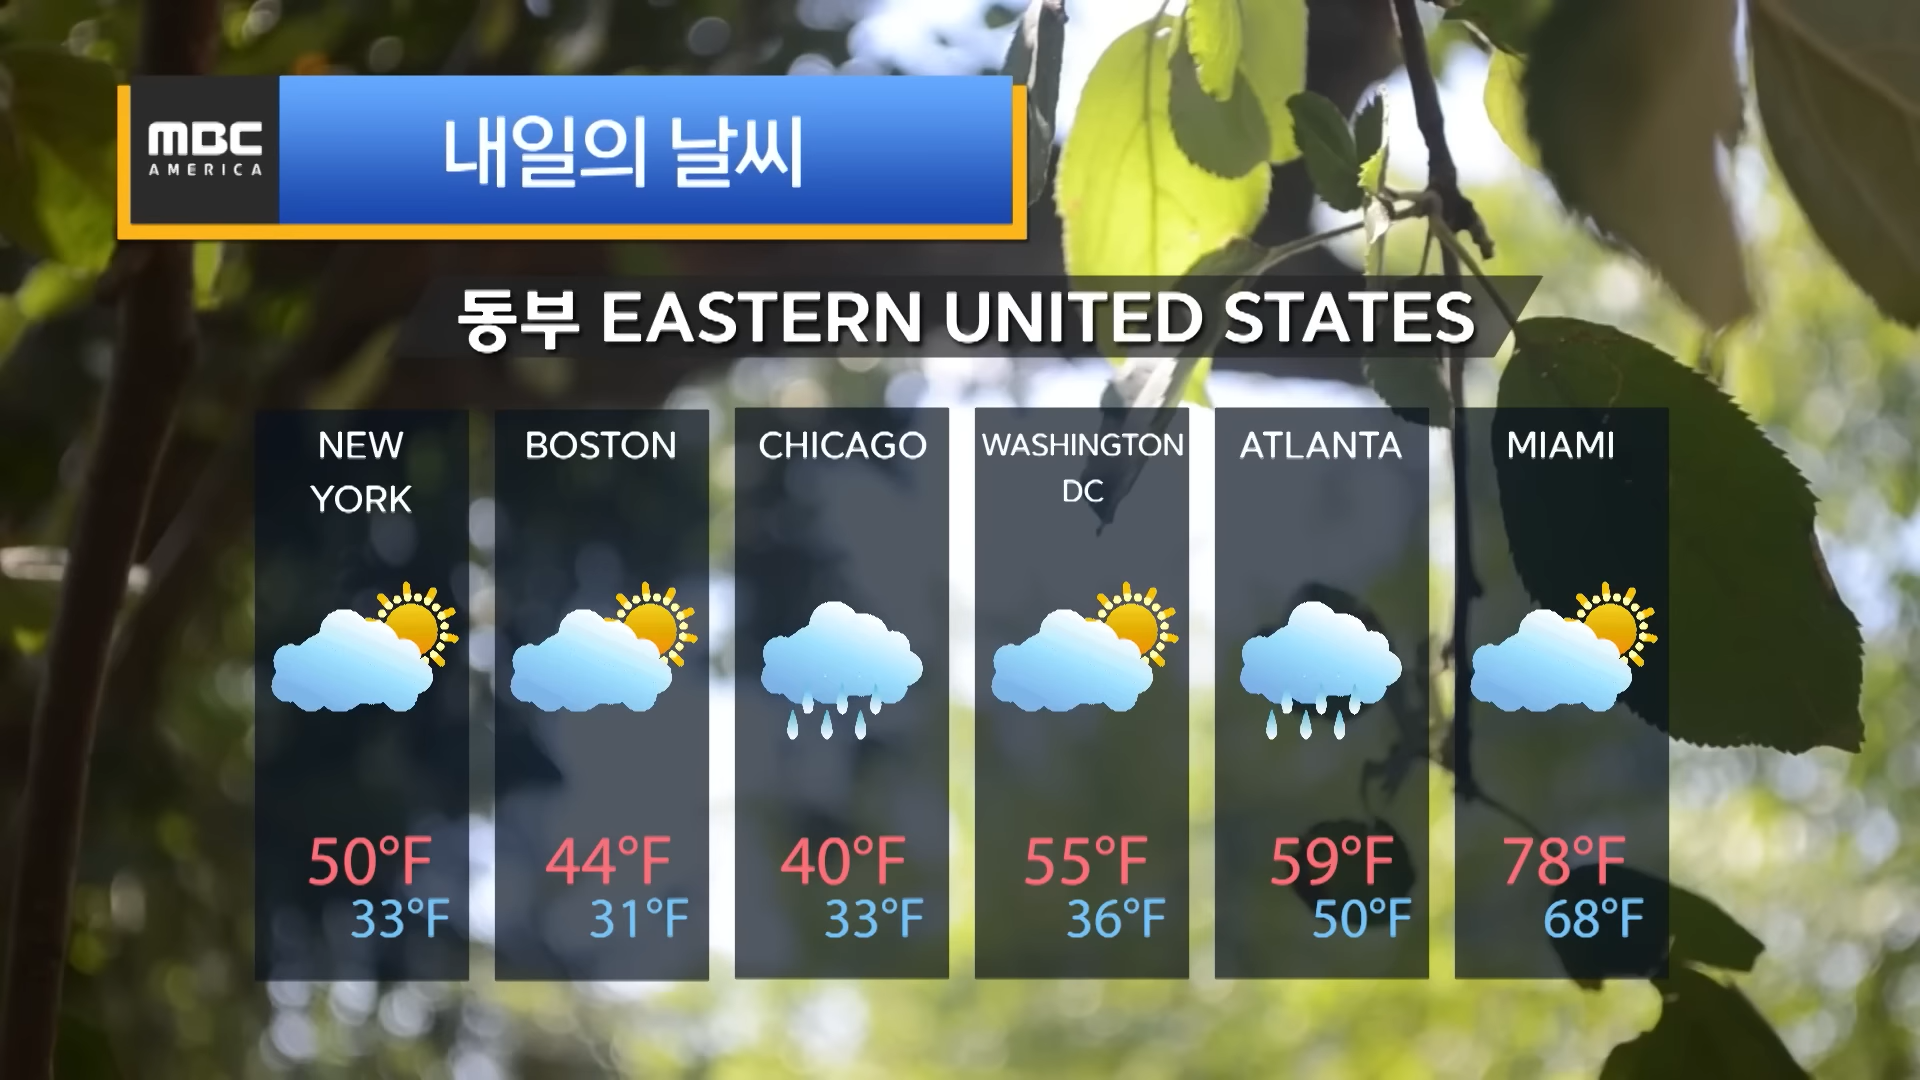 MBC
AMERICA
내일의 날씨
동부 EASTERN UNITED STATES
NEW
YORK
50°F
33°F
BOSTON
44°F
31°F
CHICAGO
40°F
33°F
WASHINGTON
DC
55°F
36°F
ATLANTA
59°F
50°F
MIAMI
78°F
68°F